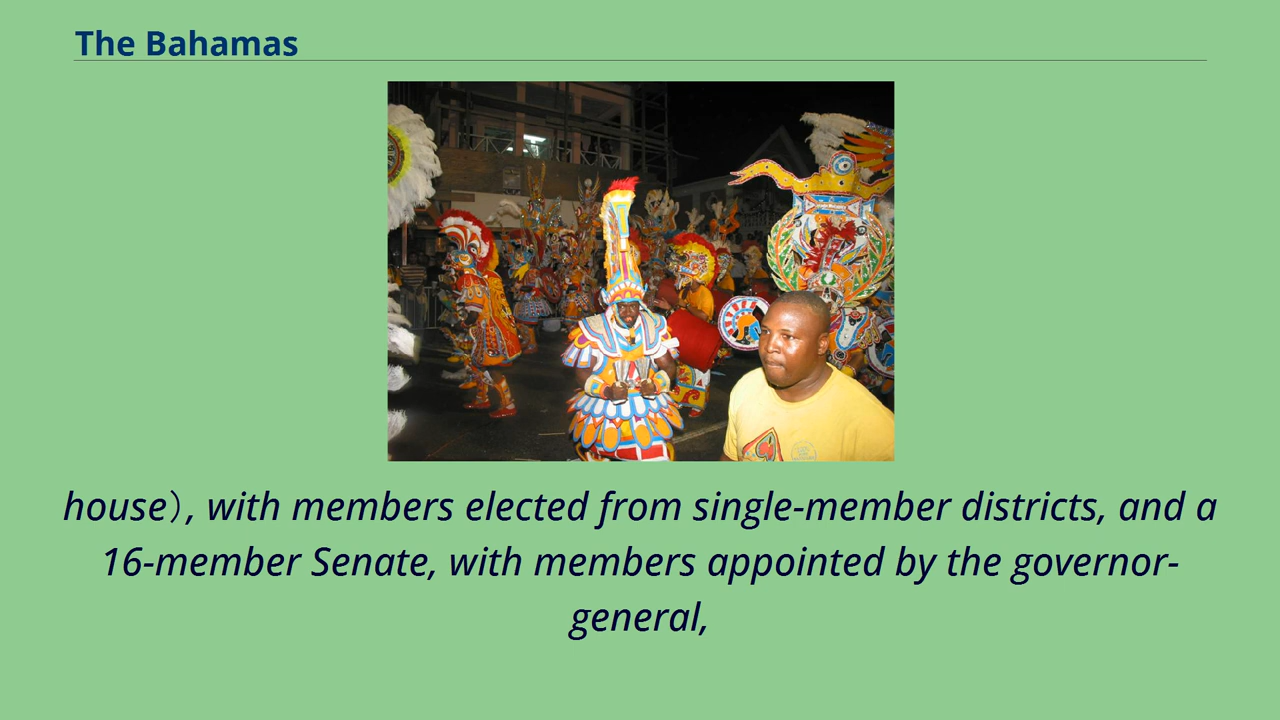 The Bahamas
house）, with members elected from single-member districts, and a
16-member Senate, with members appointed by the governor-
general,